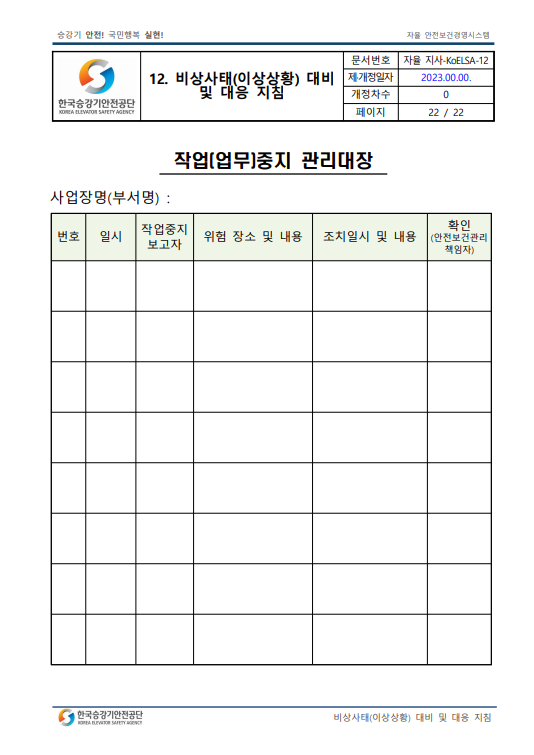 승강기 안전! 국민행복 실현!
자율 안전보건경영시스템
한국승강기안전공단
KOREA ELEVATOR SAFETY AGENCY
12. 비상사태(이상상황) 대비
및 대응 지침
문서번호 자율 지사-KoELSA-12
제·개정일자 2023.00.00.
개정차수 0
페이지 22 / 22
작업(업무)중지 관리대장
사업장명(부서명) :
번호 일시 작업중지 보고자 위험 장소 및 내용 조치일시 및 내용 확인 (안전보건관리 책임자)
한국승강기안전공단
KOREA ELEVATOR SAFETY AGENCY
비상사태(이상상황) 대비 및 대응 지침